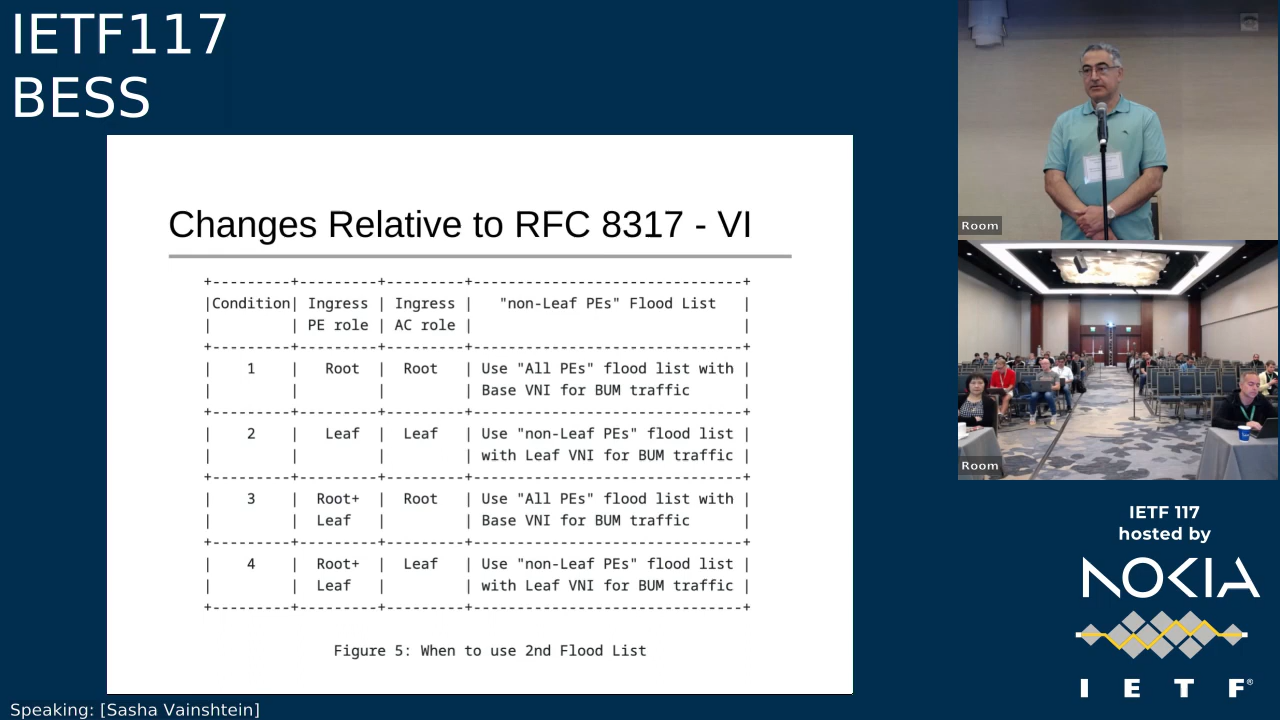 IETF117
BESS
Changes Relative to RFC 8317 - VI
+---------+---------+---------+-------------------------------+
|Condition| Ingress | Ingress |   "non-Leaf PEs" Flood List   |
|         | PE role | AC role |                               |
+---------+---------+---------+-------------------------------+
|    1    |   Root  |  Root   | Use "All PEs" flood list with |
|         |         |         | Base VNI for BUM traffic      |
+---------+---------+---------+-------------------------------+
|    2    |   Leaf  |  Leaf   | Use "non-Leaf PEs" flood list |
|         |         |         | with Leaf VNI for BUM traffic |
+---------+---------+---------+-------------------------------+
|    3    |  Root+  |  Root   | Use "All PEs" flood list with |
|         |  Leaf   |         | Base VNI for BUM traffic      |
+---------+---------+---------+-------------------------------+
|    4    |  Root+  |  Leaf   | Use "non-Leaf PEs" flood list |
|         |  Leaf   |         | with Leaf VNI for BUM traffic |
+---------+---------+---------+-------------------------------+
Figure 5: When to use 2nd Flood List
Speaking: [Sasha Vainshtein]
Room
Room
IETF 117
hosted by
NOKIA
I E T F®